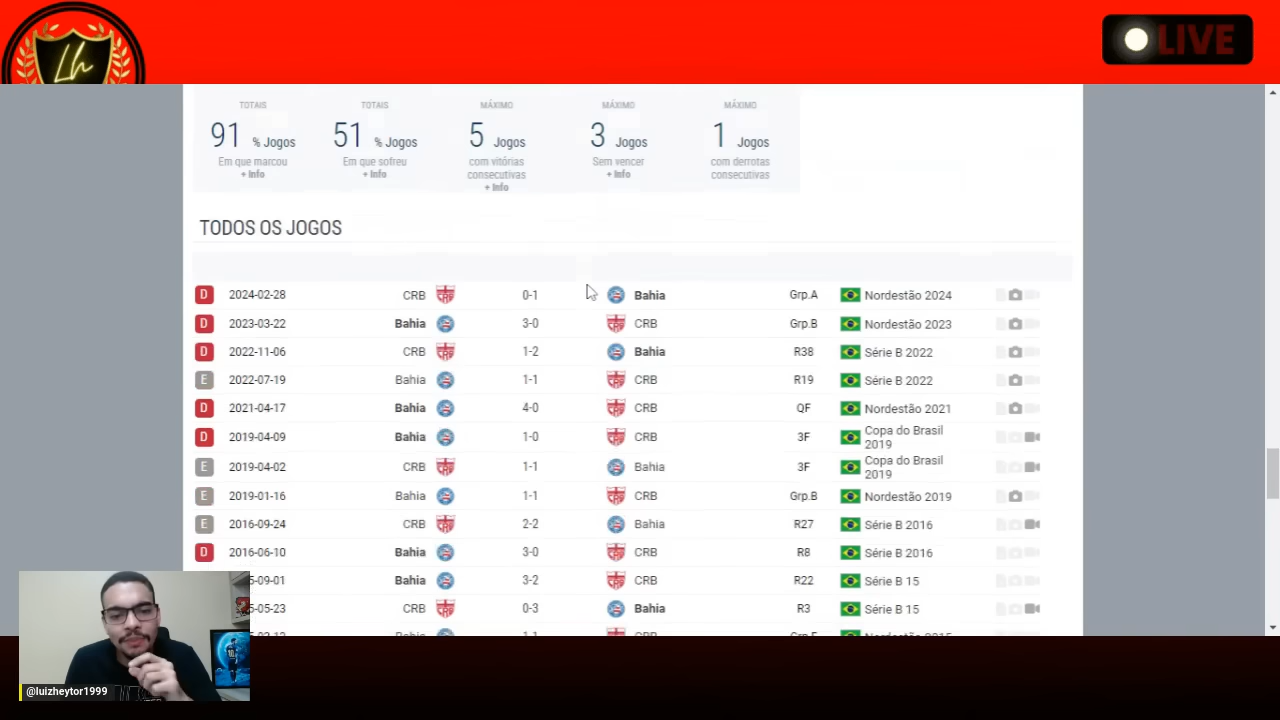 Lh
LIVE
TOTAIS TOTAIS MÁXIMO MÁXIMO MÁXIMO
91 % Jogos 51 % Jogos 5 Jogos 3 Jogos 1 Jogos
Em que marcou Em que sofreu com vitórias consecutivas Sem vencer com derrotas consecutivas
+ Info + Info + Info + Info
TODOS OS JOGOS
D 2024-02-28 CRB 0-1 Bahia Grp.A Nordestão 2024
D 2023-03-22 Bahia 3-0 CRB Grp.B Nordestão 2023
D 2022-11-06 CRB 1-2 Bahia R38 Série B 2022
E 2022-07-19 Bahia 1-1 CRB R19 Série B 2022
D 2021-04-17 Bahia 4-0 CRB QF Nordestão 2021
D 2019-04-09 Bahia 1-0 CRB 3F Copa do Brasil 2019
E 2019-04-02 CRB 1-1 Bahia 3F Copa do Brasil 2019
E 2019-01-16 Bahia 1-1 CRB Grp.B Nordestão 2019
E 2016-09-24 CRB 2-2 Bahia R27 Série B 2016
D 2016-06-10 Bahia 3-0 CRB R8 Série B 2016
-09-01 Bahia 3-2 CRB R22 Série B 15
-05-23 CRB 0-3 Bahia R3 Série B 15
@luizheytor1999